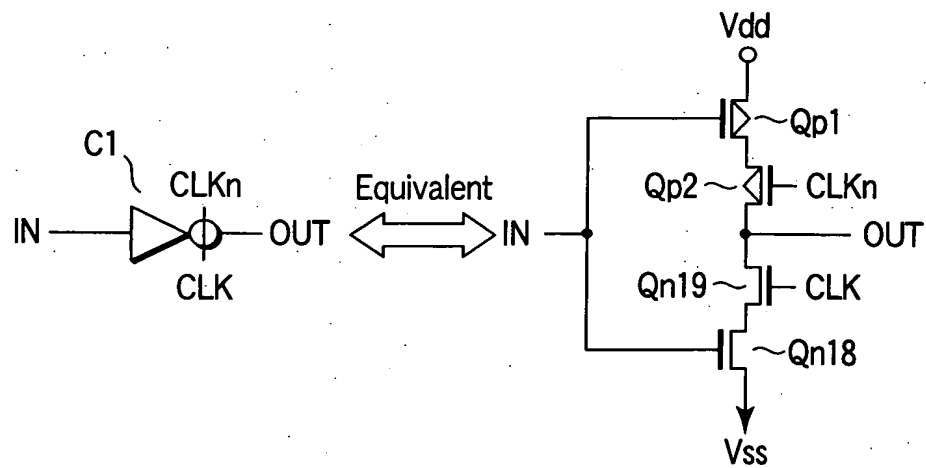 Vdd
Qp1
C1
CLKn
Equivalent
Qp2
CLKn
IN
OUT
IN
OUT
CLK
Qn19
CLK
Qn18
Vss